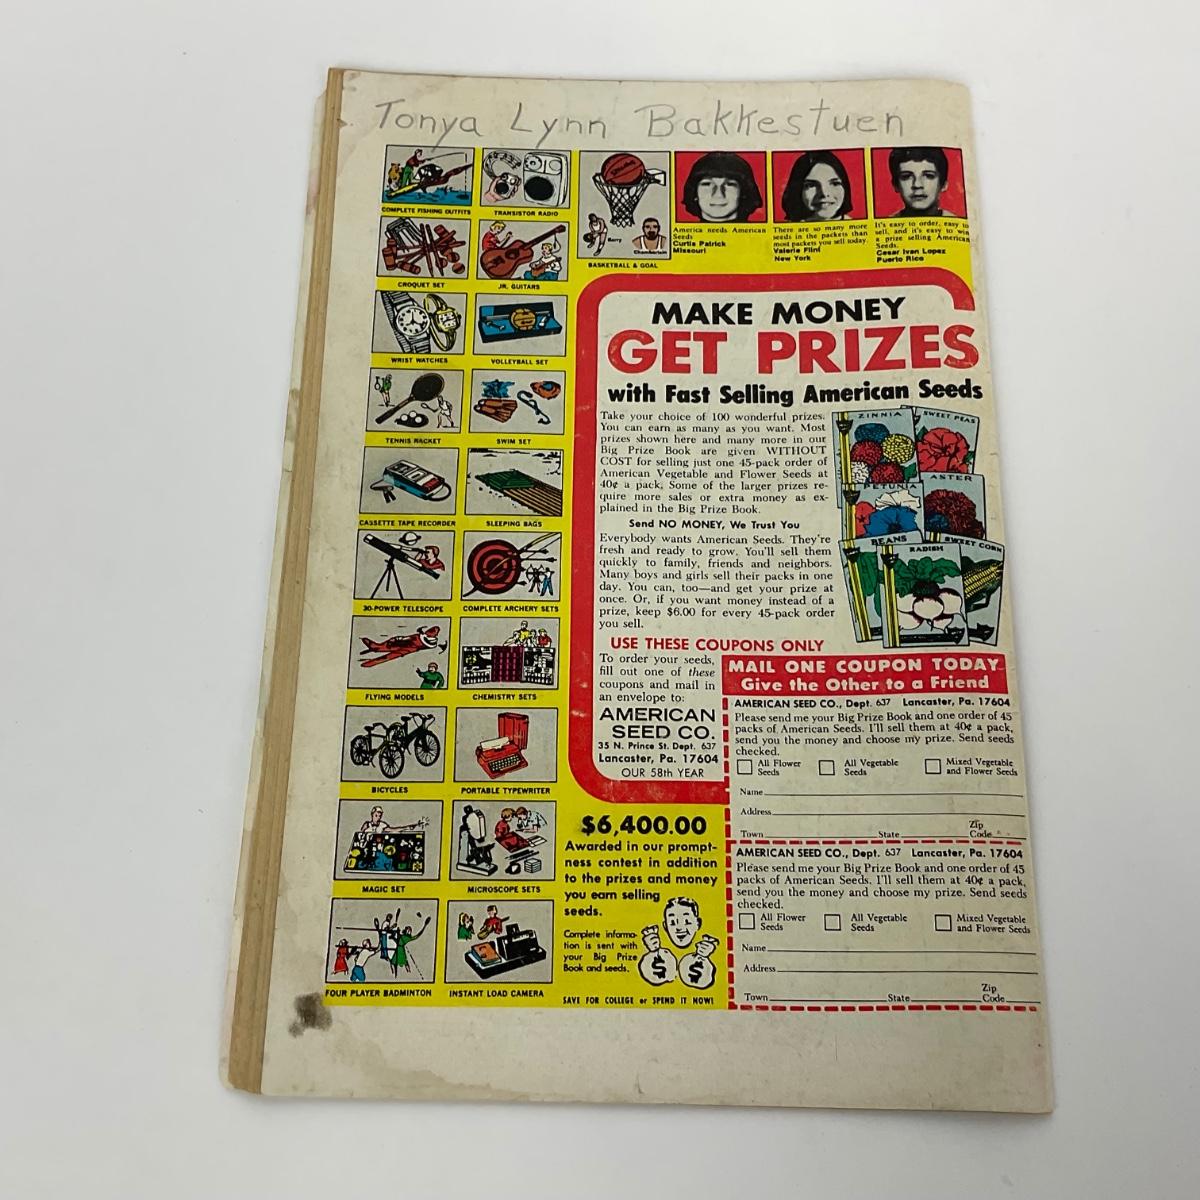 Tonya Lynn Bakkestuen
COMPLETE FISHING OUTFITS
TRANSISTOR RADIO
CROQUET SET
JR. GUITARS
WRIST WATCHES
VOLLEYBALL SET
TENNIS RACKET
SWIM SET
CASSETTE TAPE RECORDER
SLEEPING BAGS
30-POWER TELESCOPE
COMPLETE ARCHERY SETS
FLYING MODELS
CHEMISTRY SETS
BICYCLES
PORTABLE TYPEWRITER
MAGIC SET
MICROSCOPE SETS
FOUR PLAYER BADMINTON
INSTANT LOAD CAMERA
Barry
Chamberlain
BASKETBALL & GOAL
America needs American
Seeds
Curtis Patrick
Missouri
There are so many more
seeds in the packets than
most packets you sell today.
Valerie Flint
New York
It's easy to order, easy to
sell, and it's easy to win
a prize selling American
Seeds.
Cesar Ivan Lopez
Puerto Rico
MAKE MONEY
GET PRIZES
with Fast Selling American Seeds
Take your choice of 100 wonderful prizes.
You can earn as many as you want. Most
prizes shown here and many more in our
Big Prize Book are given WITHOUT
COST for selling just one 45-pack order of
American Vegetable and Flower Seeds at
40¢ a pack. Some of the larger prizes re-
quire more sales or extra money as ex-
plained in the Big Prize Book.
Send NO MONEY, We Trust You
Everybody wants American Seeds. They're
fresh and ready to grow. You'll sell them
quickly to family, friends and neighbors.
Many boys and girls sell their packs in one
day. You can, too—and get your prize at
once. Or, if you want money instead of a
prize, keep $6.00 for every 45-pack order
you sell.
ZINNIA
SWEET PEAS
PETUNIA
ASTER
BEANS
RADISH
SWEET CORN
USE THESE COUPONS ONLY
To order your seeds,
fill out one of these
coupons and mail in
an envelope to:
AMERICAN
SEED CO.
35 N. Prince St. Dept. 637
Lancaster, Pa. 17604
OUR 58th YEAR
MAIL ONE COUPON TODAY
Give the Other to a Friend
AMERICAN SEED CO., Dept. 637 Lancaster, Pa. 17604
Please send me your Big Prize Book and one order of 45
packs of American Seeds. I'll sell them at 40¢ a pack,
send you the money and choose my prize. Send seeds
checked.
All Flower Seeds
All Vegetable Seeds
Mixed Vegetable and Flower Seeds
Name
Address
Town State Zip Code
AMERICAN SEED CO., Dept. 637 Lancaster, Pa. 17604
Please send me your Big Prize Book and one order of 45
packs of American Seeds. I'll sell them at 40¢ a pack,
send you the money and choose my prize. Send seeds
checked.
All Flower Seeds
All Vegetable Seeds
Mixed Vegetable and Flower Seeds
Name
Address
Town State Zip Code
$6,400.00
Awarded in our prompt-
ness contest in addition
to the prizes and money
you earn selling
seeds.
Complete informa-
tion is sent with
your Big Prize
Book and seeds.
$ $
SAVE FOR COLLEGE or SPEND IT NOW!